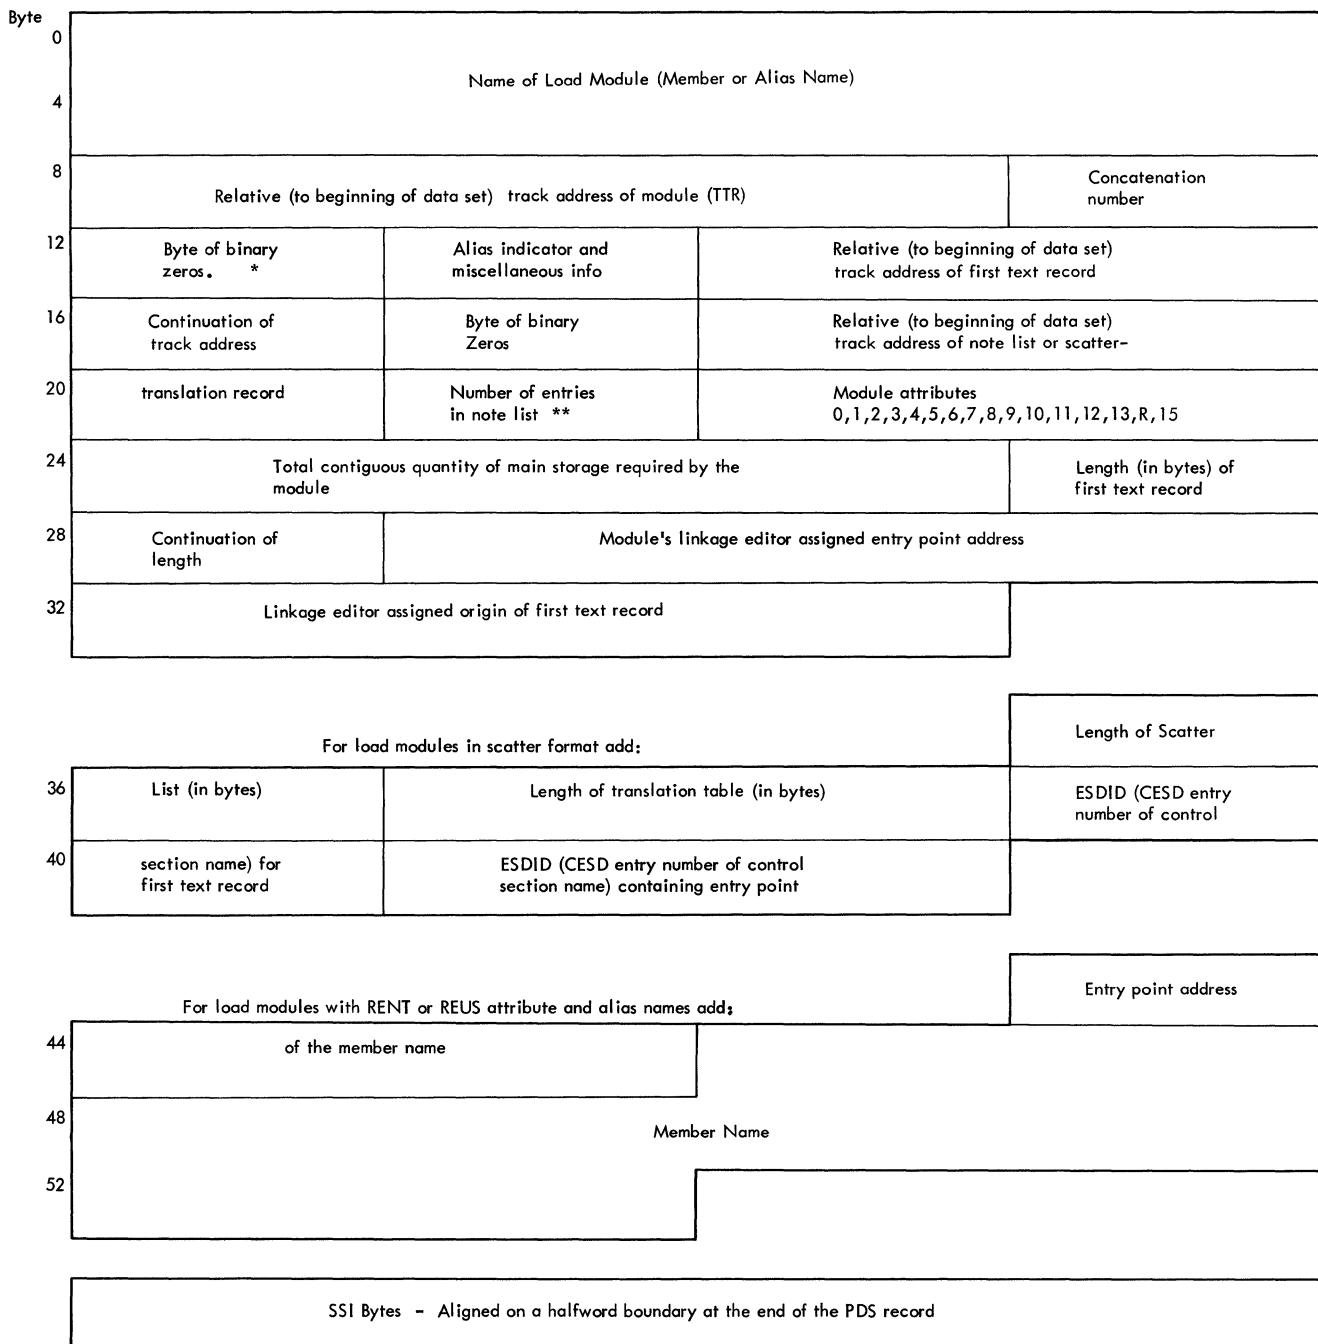 Byte
0
Name of Load Module (Member or Alias Name)
4
8
Relative (to beginning of data set) track address of module (TTR)
Concatenation
number
12
Byte of binary
zeros. *
Alias indicator and
miscellaneous info
Relative (to beginning of data set)
track address of first text record
16
Continuation of
track address
Byte of binary
Zeros
Relative (to beginning of data set)
track address of note list or scatter-
20
translation record
Number of entries
in note list **
Module attributes
0,1,2,3,4,5,6,7,8,9,10,11,12,13,R,15
24
Total contiguous quantity of main storage required by the
module
Length (in bytes) of
first text record
28
Continuation of
length
Module's linkage editor assigned entry point address
32
Linkage editor assigned origin of first text record
For load modules in scatter format add:
Length of Scatter
36
List (in bytes)
Length of translation table (in bytes)
ESDID (CESD entry
number of control
40
section name) for
first text record
ESDID (CESD entry number of control
section name) containing entry point
For load modules with RENT or REUS attribute and alias names add:
Entry point address
44
of the member name
48
Member Name
52
SSI Bytes - Aligned on a halfword boundary at the end of the PDS record